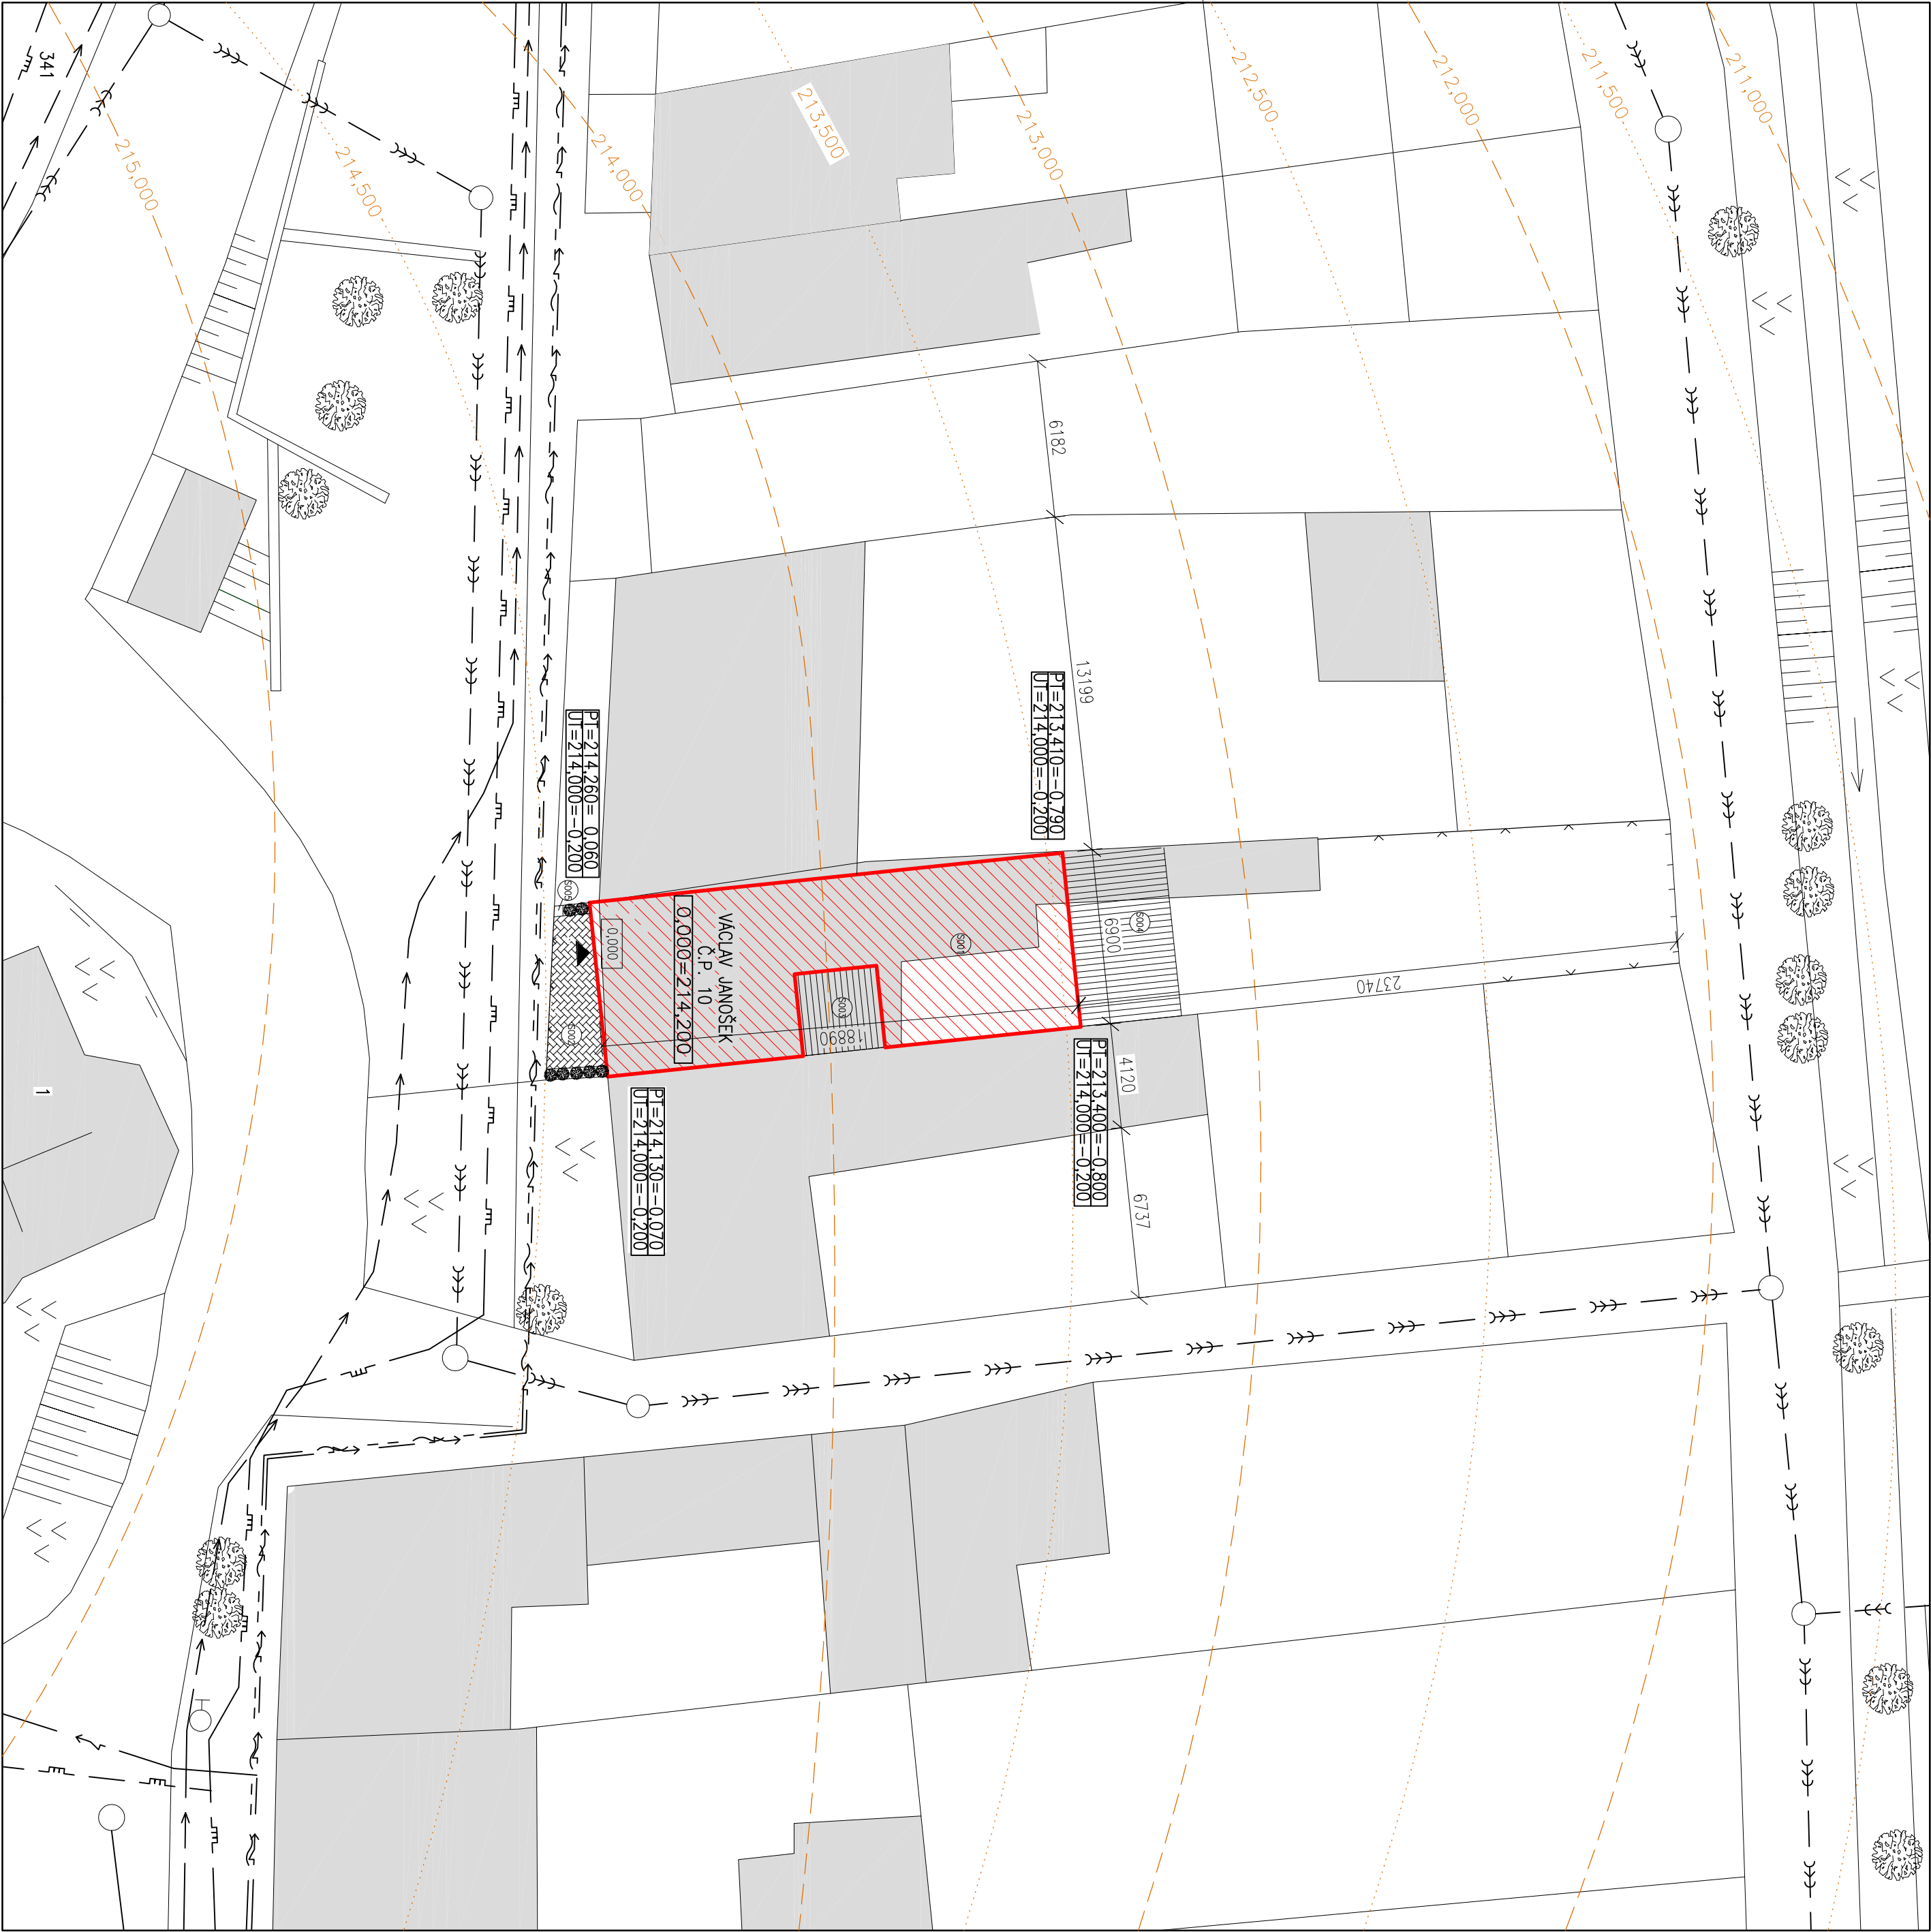 341
215,000
214,500
214,000
213,500
213,000
212,500
212,000
211,500
211,000
6182
13199
PT=213,410=-0,790
UT=214,000=-0,200
PT=214,260= 0,060
UT=214,000=-0,200
S005
S004
6900
S001
0,000
VÁCLAV JANOŠEK
Č.P. 10
0,000=214,200
S003
18890
S002
23740
PT=213,400=-0,800
UT=214,000=-0,200
4120
PT=214,130=-0,070
UT=214,000=-0,200
6737
1